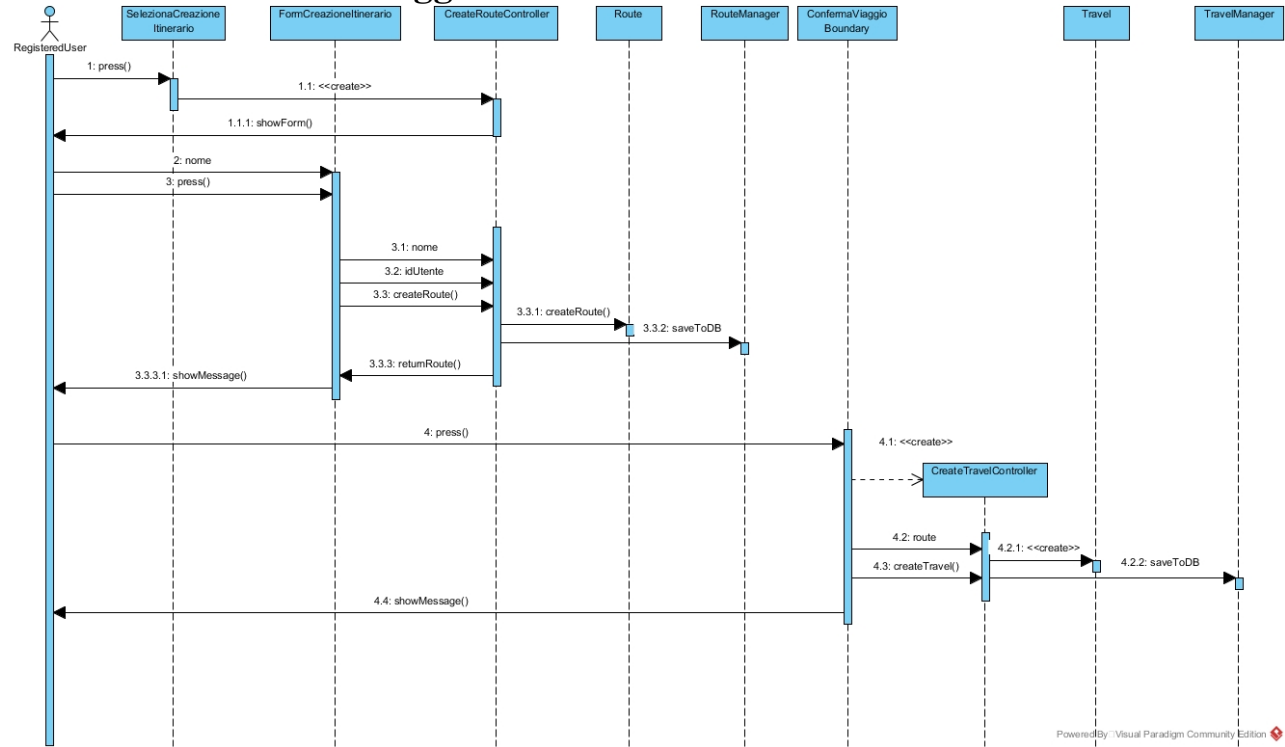 gg
SelezionaCreazione
Itinerario
FormCreazioneItinerario
CreateRouteController
Route
RouteManager
ConfermaViaggio
Boundary
Travel
TravelManager
RegisteredUser
1: press()
1.1: <<create>>
1.1.1: showForm()
2: nome
3: press()
3.1: nome
3.2: idUtente
3.3: createRoute()
3.3.1: createRoute()
3.3.2: saveToDB
3.3.3: returnRoute()
3.3.3.1: showMessage()
4: press()
4.1: <<create>>
CreateTravelController
4.2: route
4.2.1: <<create>>
4.3: createTravel()
4.2.2: saveToDB
4.4: showMessage()
Powered By Visual Paradigm Community Edition